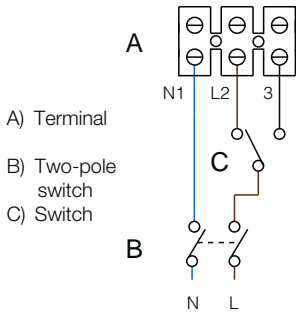 A
N1 L2 3
A) Terminal
B) Two-pole
switch
C) Switch
C
B
N L